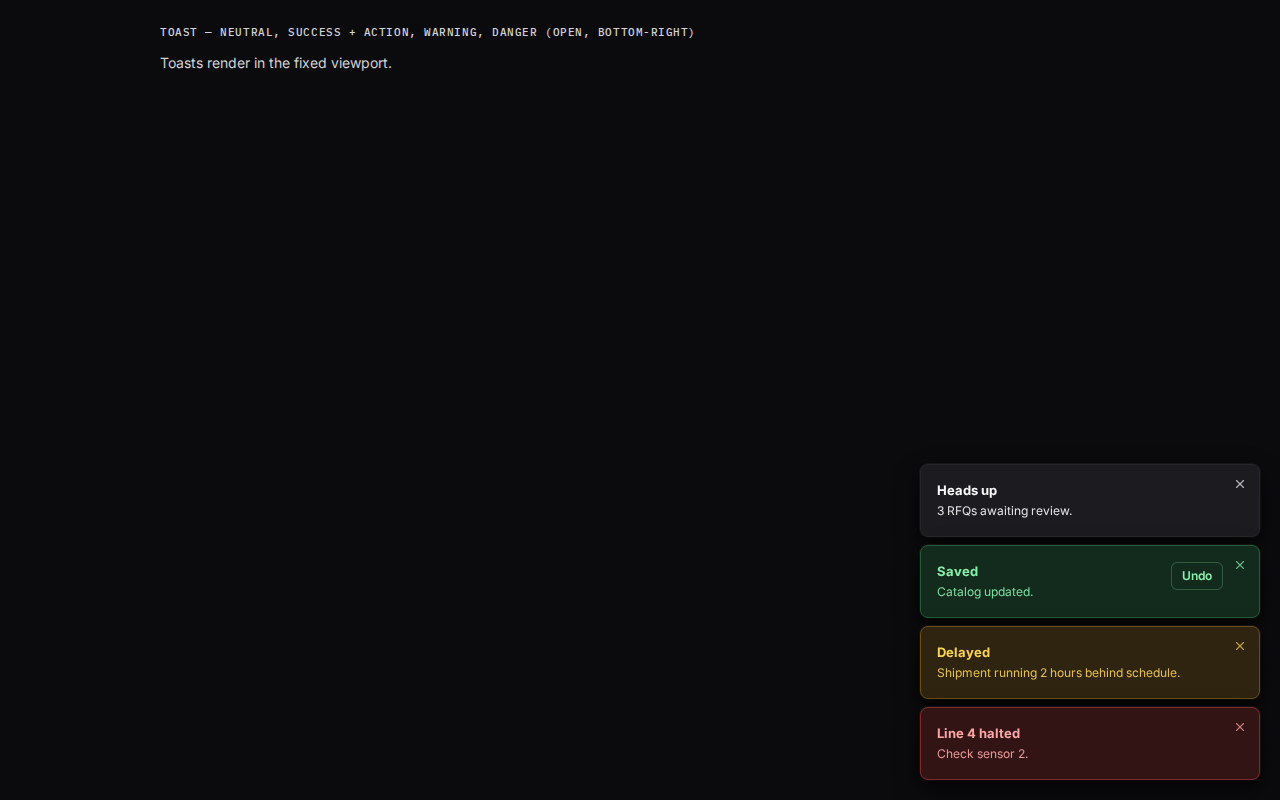 TOAST — NEUTRAL, SUCCESS + ACTION, WARNING, DANGER (OPEN, BOTTOM-RIGHT)
Toasts render in the fixed viewport.
Heads up
3 RFQs awaiting review.
Saved
Catalog updated.
Undo
Delayed
Shipment running 2 hours behind schedule.
Line 4 halted
Check sensor 2.